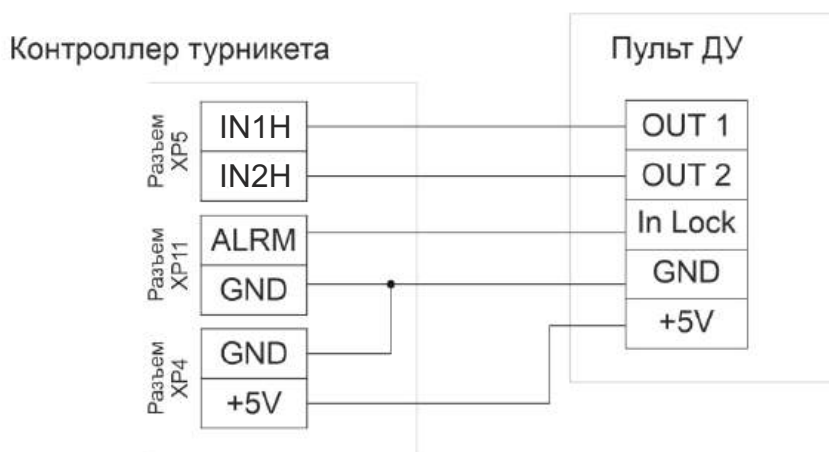 Контроллер турникета
Пульт ДУ
Разъем
XP5
IN1H
IN2H
Разъем
XP11
ALRM
GND
Разъем
XP4
GND
+5V
OUT 1
OUT 2
In Lock
GND
+5V